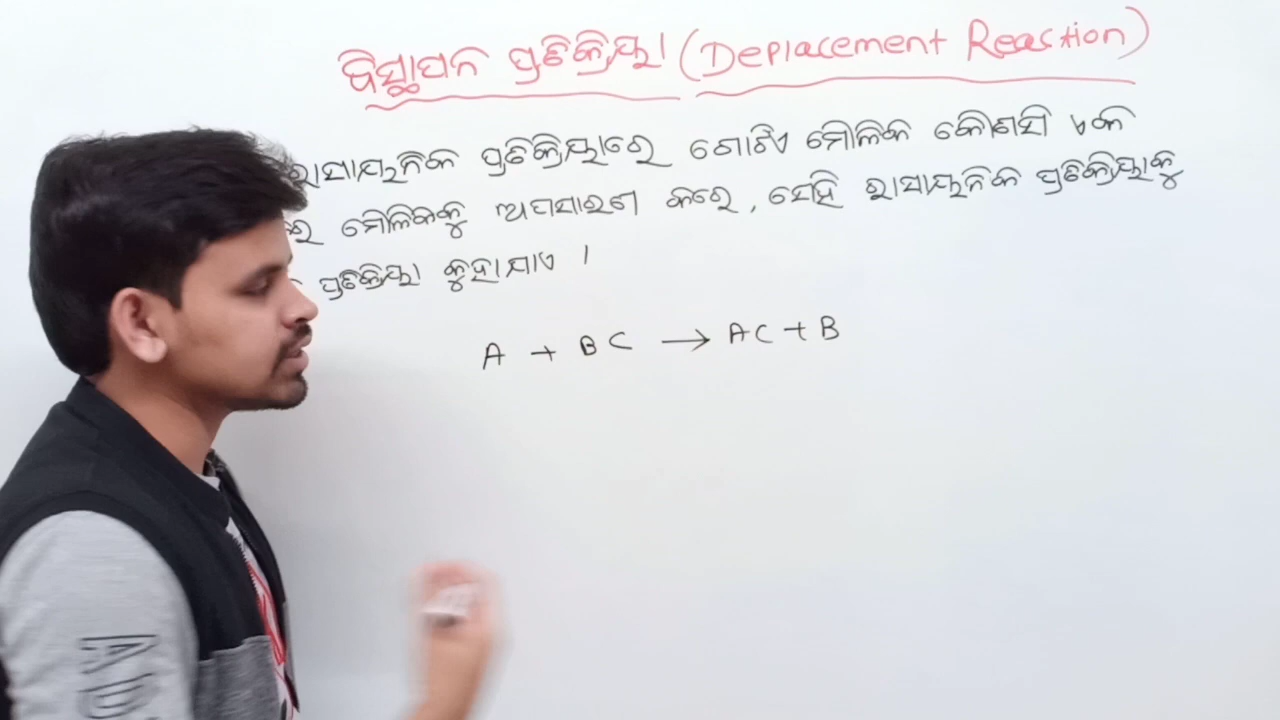 ବିସ୍ଥାପନ ପ୍ରତିକ୍ରିୟା (Deplacement Reaction)
ରାସାୟନିକ ପ୍ରତିକ୍ରିୟାରେ ଗୋଟିଏ ମୌଳିକ କୌଣସି ଏକ
ରେ ମୌଳିକକୁ ଅପସାରଣ କରେ, ସେହି ରାସାୟନିକ ପ୍ରତିକ୍ରିୟାକୁ
ପ୍ରତିକ୍ରିୟା କୁହାଯାଏ ।
A + BC → AC + B